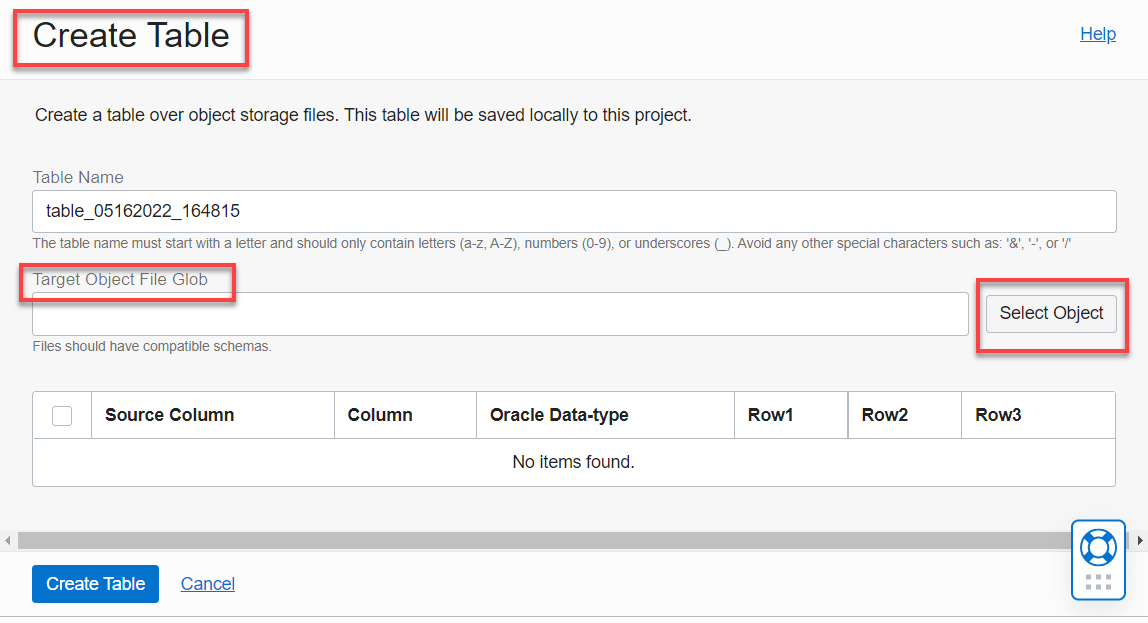 Create Table
Help
Create a table over object storage files. This table will be saved locally to this project.
Table Name
table_05162022_164815
The table name must start with a letter and should only contain letters (a-z, A-Z), numbers (0-9), or underscores (_). Avoid any other special characters such as: '&', '-', or '/'
Target Object File Glob
Select Object
Files should have compatible schemas.
Source Column Column Oracle Data-type Row1 Row2 Row3
No items found.
Create Table Cancel